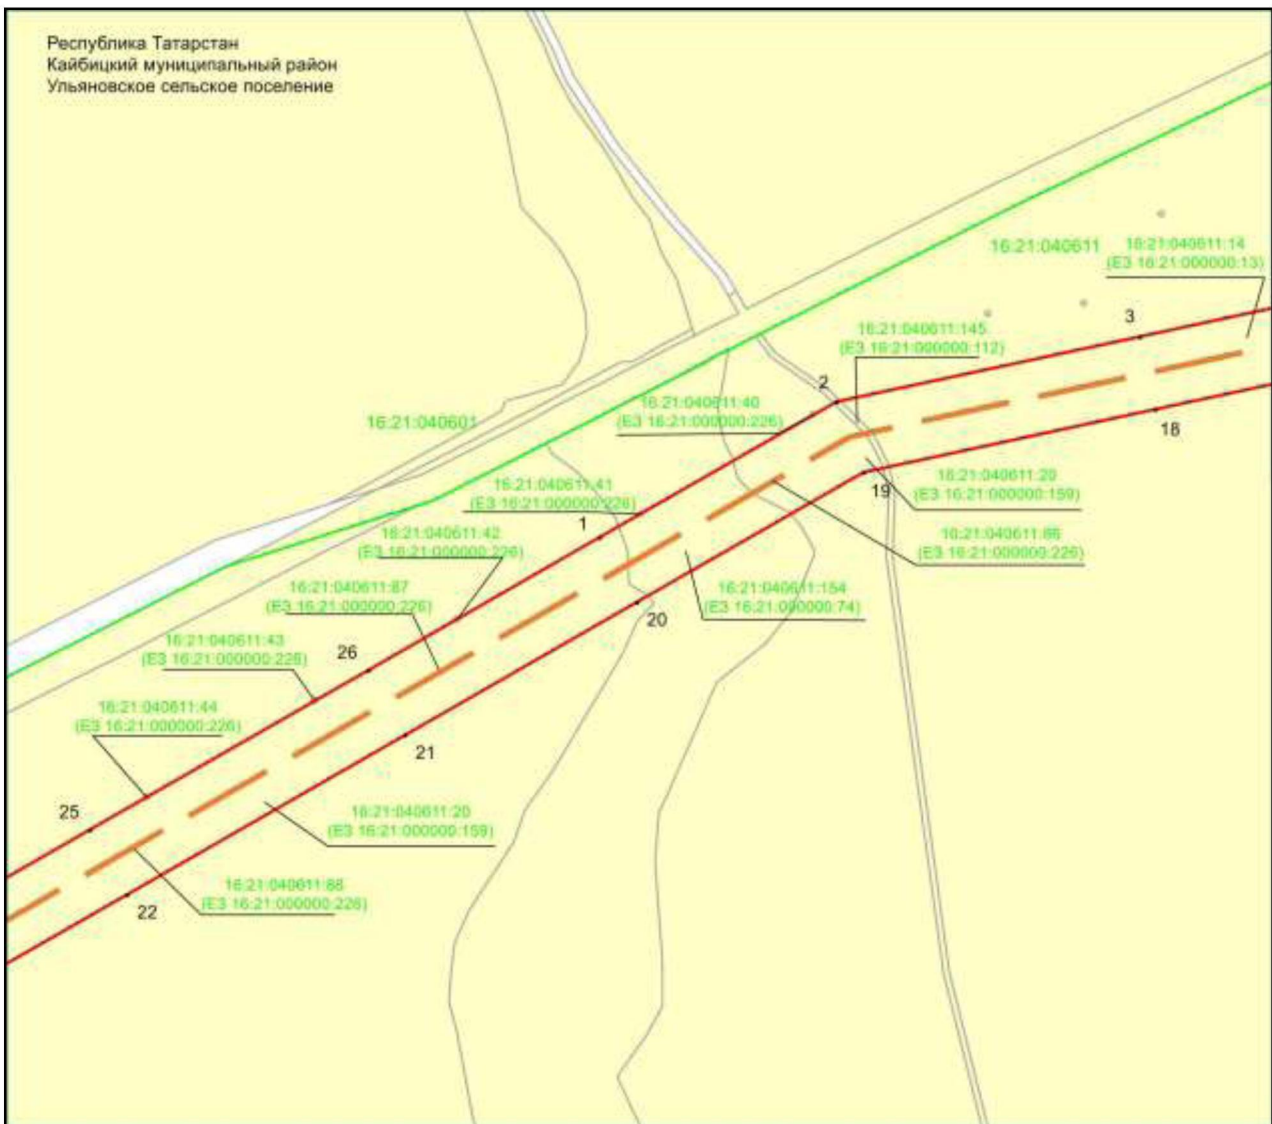 Республика Татарстан
Кайбицкий муниципальный район
Ульяновское сельское поселение
16:21:040611
16:21:040611:14
(ЕЗ 16:21:000000:13)
3
16:21:040611:145
(ЕЗ 16:21:000000:112)
2
16:21:040611:40
(ЕЗ 16:21:000000:226)
16:21:040601
18
16:21:040611:20
(ЕЗ 16:21:000000:159)
19
16:21:040611:41
(ЕЗ 16:21:000000:226)
1
16:21:040611:42
(ЕЗ 16:21:000000:226)
16:21:040611:86
(ЕЗ 16:21:000000:226)
16:21:040611:87
(ЕЗ 16:21:000000:226)
16:21:040611:154
(ЕЗ 16:21:000000:74)
20
16:21:040611:43
(ЕЗ 16:21:000000:226)
26
16:21:040611:44
(ЕЗ 16:21:000000:226)
21
25
16:21:040611:20
(ЕЗ 16:21:000000:159)
16:21:040611:88
(ЕЗ 16:21:000000:226)
22